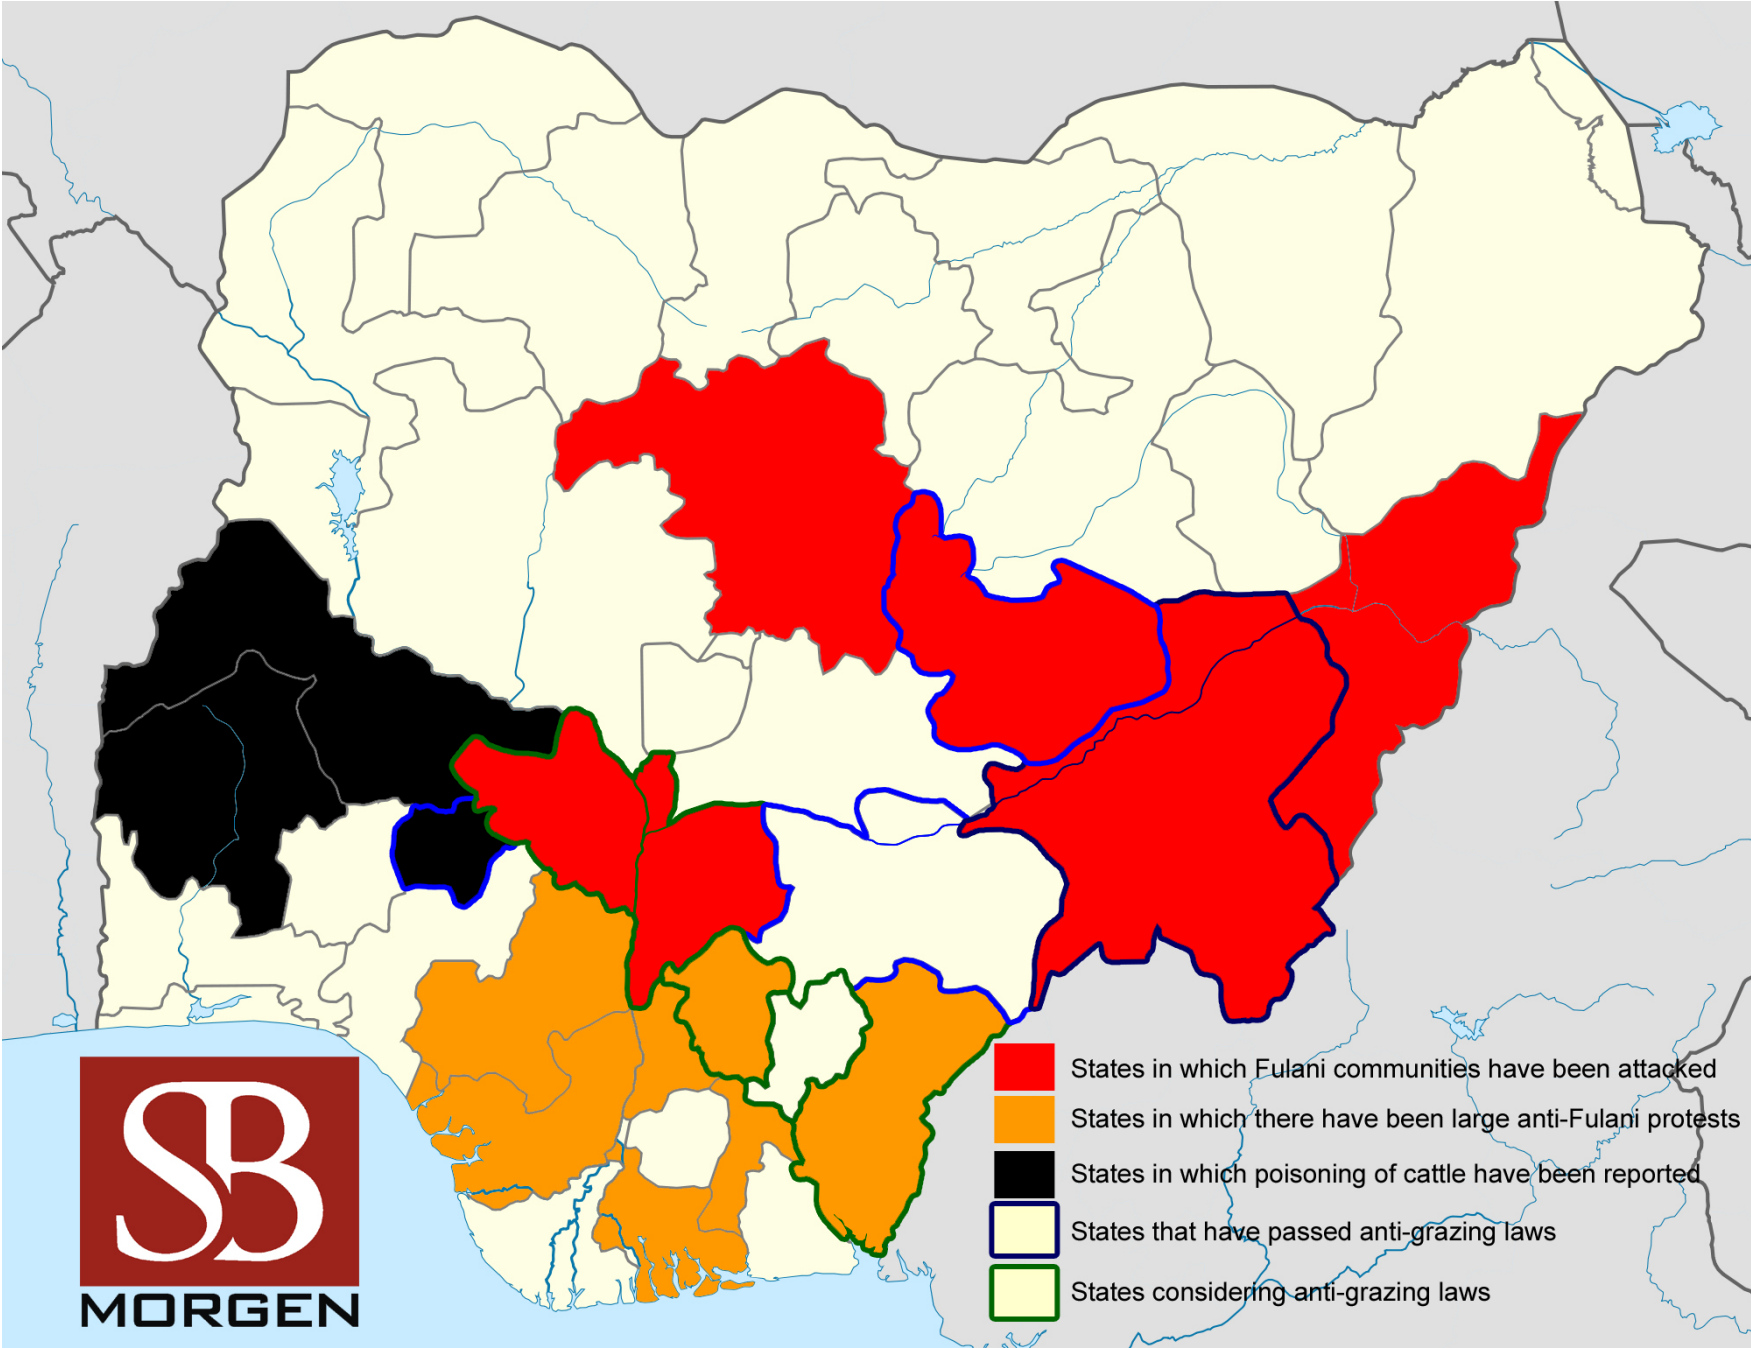 States in which Fulani communities have been attacked
States in which there have been large anti-Fulani protests
States in which poisoning of cattle have been reported
States that have passed anti-grazing laws
States considering anti-grazing laws
SB
MORGEN